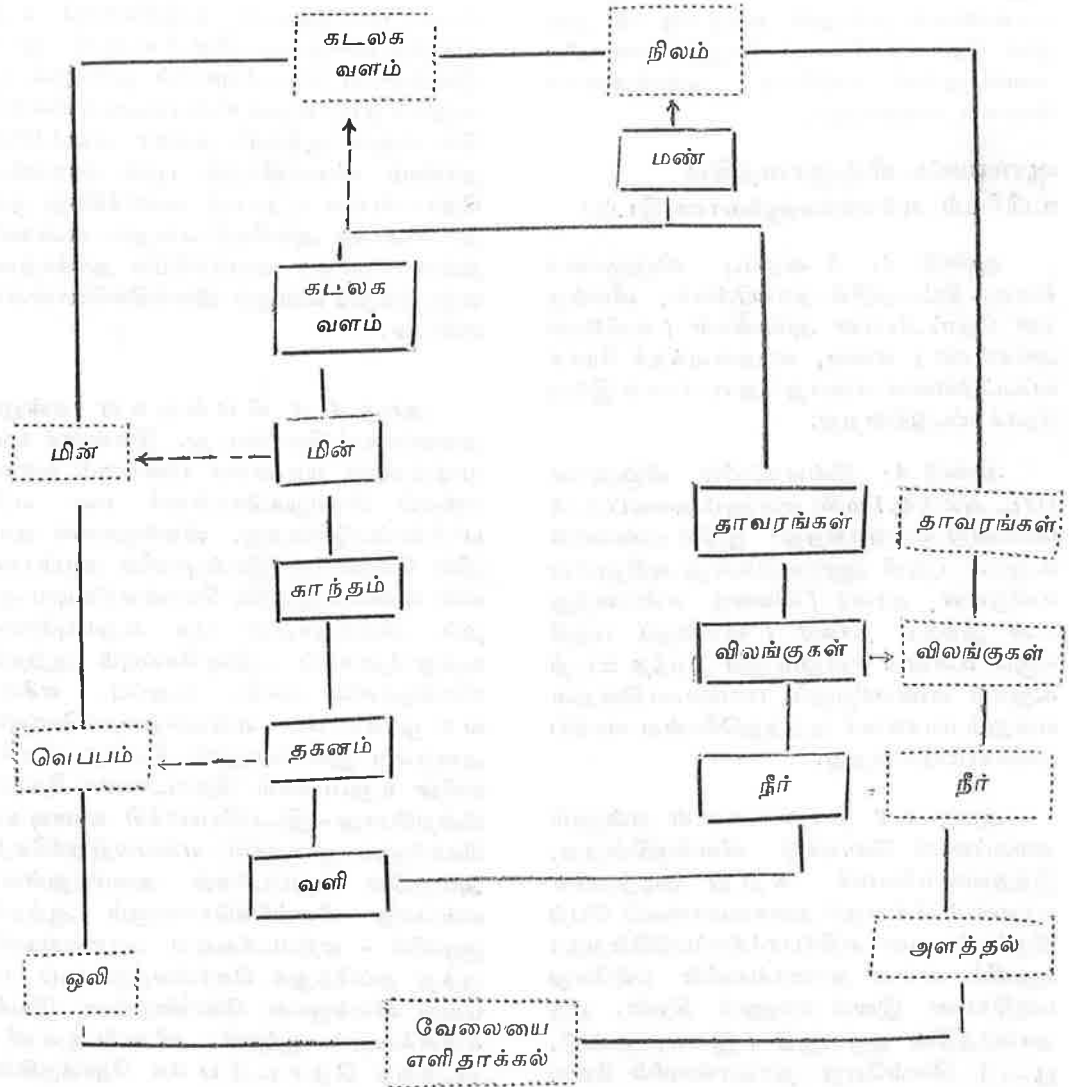 கடலக
வளம்
நிலம்
மண்
கடலக
வளம்
மின்
மின்
தாவரங்கள்
தாவரங்கள்
காந்தம்
விலங்குகள்
விலங்குகள்
வெப்பம்
தகனம்
நீர்
நீர்
வளி
ஒலி
அளத்தல்
வேலையை
எளிதாக்கல்